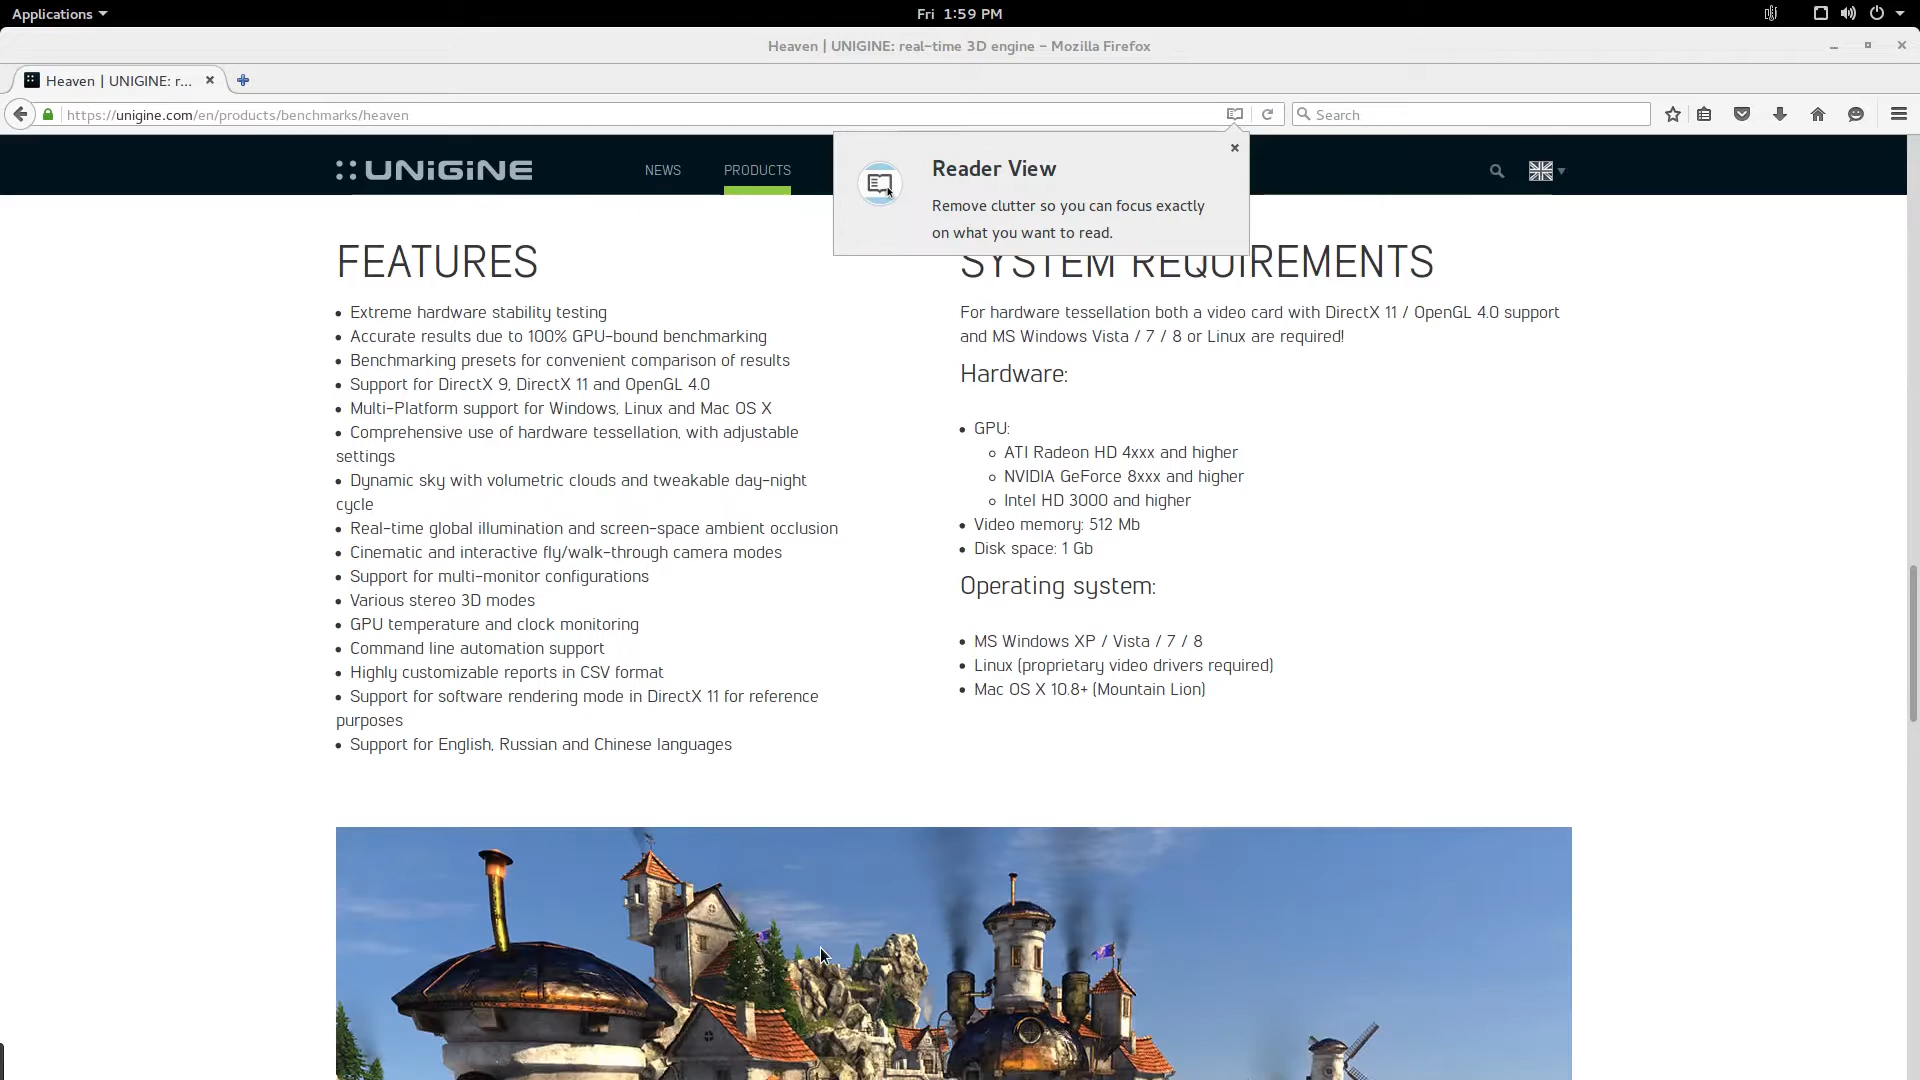 Applications
Fri 1:59 PM
Heaven | UNIGINE: real-time 3D engine - Mozilla Firefox
Heaven | UNIGINE: r...
https://unigine.com/en/products/benchmarks/heaven
Search
UNiGiNE
NEWS
PRODUCTS
Reader View
Remove clutter so you can focus exactly
on what you want to read.
FEATURES
• Extreme hardware stability testing
• Accurate results due to 100% GPU-bound benchmarking
• Benchmarking presets for convenient comparison of results
• Support for DirectX 9, DirectX 11 and OpenGL 4.0
• Multi-Platform support for Windows, Linux and Mac OS X
• Comprehensive use of hardware tessellation, with adjustable
settings
• Dynamic sky with volumetric clouds and tweakable day-night
cycle
• Real-time global illumination and screen-space ambient occlusion
• Cinematic and interactive fly/walk-through camera modes
• Support for multi-monitor configurations
• Various stereo 3D modes
• GPU temperature and clock monitoring
• Command line automation support
• Highly customizable reports in CSV format
• Support for software rendering mode in DirectX 11 for reference
purposes
• Support for English, Russian and Chinese languages
SYSTEM REQUIREMENTS
For hardware tessellation both a video card with DirectX 11 / OpenGL 4.0 support
and MS Windows Vista / 7 / 8 or Linux are required!
Hardware:
• GPU:
◦ ATI Radeon HD 4xxx and higher
◦ NVIDIA GeForce 8xxx and higher
◦ Intel HD 3000 and higher
• Video memory: 512 Mb
• Disk space: 1 Gb
Operating system:
• MS Windows XP / Vista / 7 / 8
• Linux (proprietary video drivers required)
• Mac OS X 10.8+ (Mountain Lion)